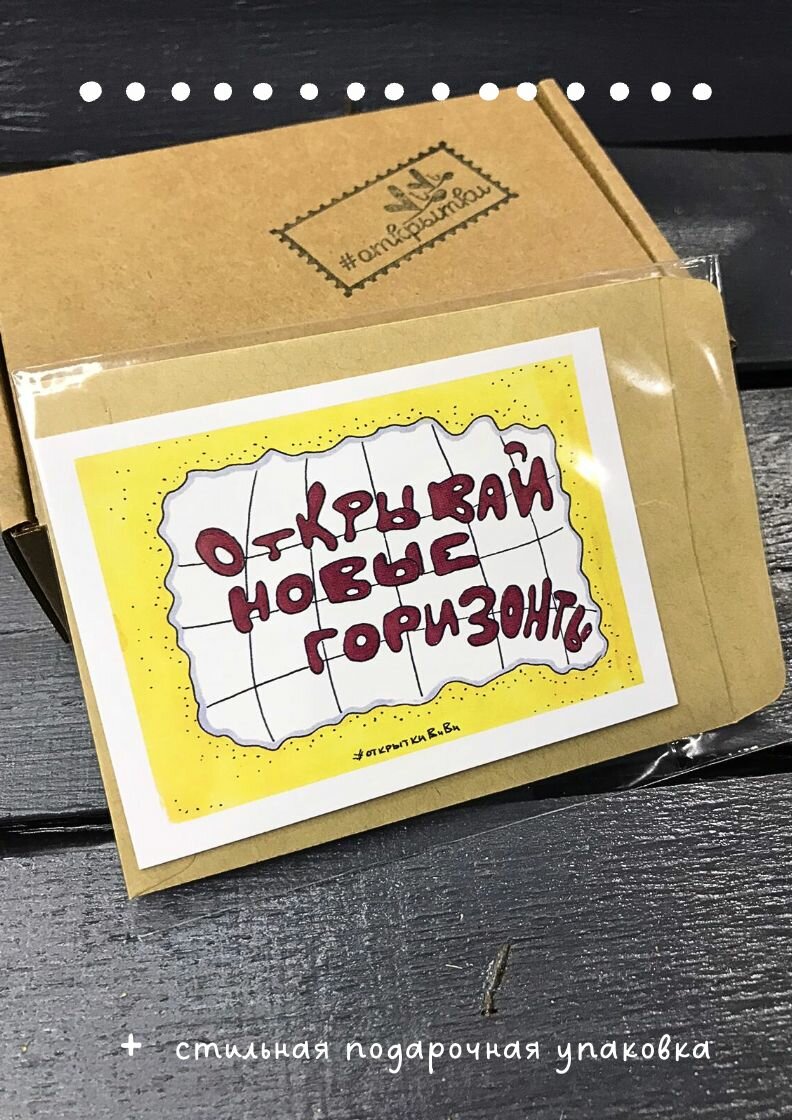 #открытки
ОТКРЫВАЙ
НОВЫЕ
ГОРИЗОНТЫ
#ОТКРЫТКИВиВи
+ стильная подарочная упаковка